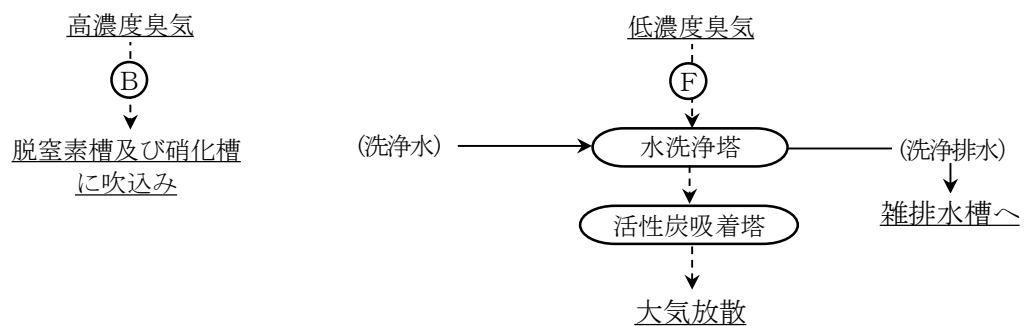 高濃度臭気
B
脱窒素槽及び硝化槽
に吹込み
低濃度臭気
F
(洗浄水)
水洗浄塔
(洗浄排水)
雑排水槽へ
活性炭吸着塔
大気放散